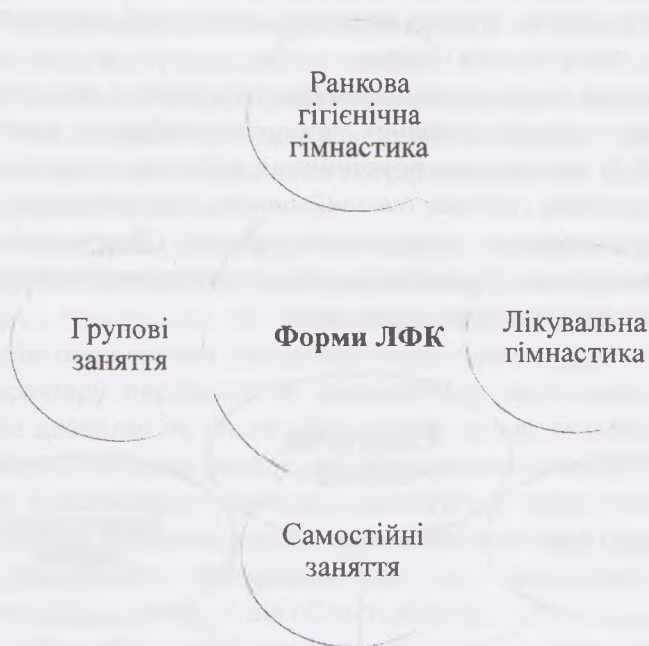 Ранкова
гігієнічна
гімнастика
Групові
заняття
Форми ЛФК
Лікувальна
гімнастика
Самостійні
заняття